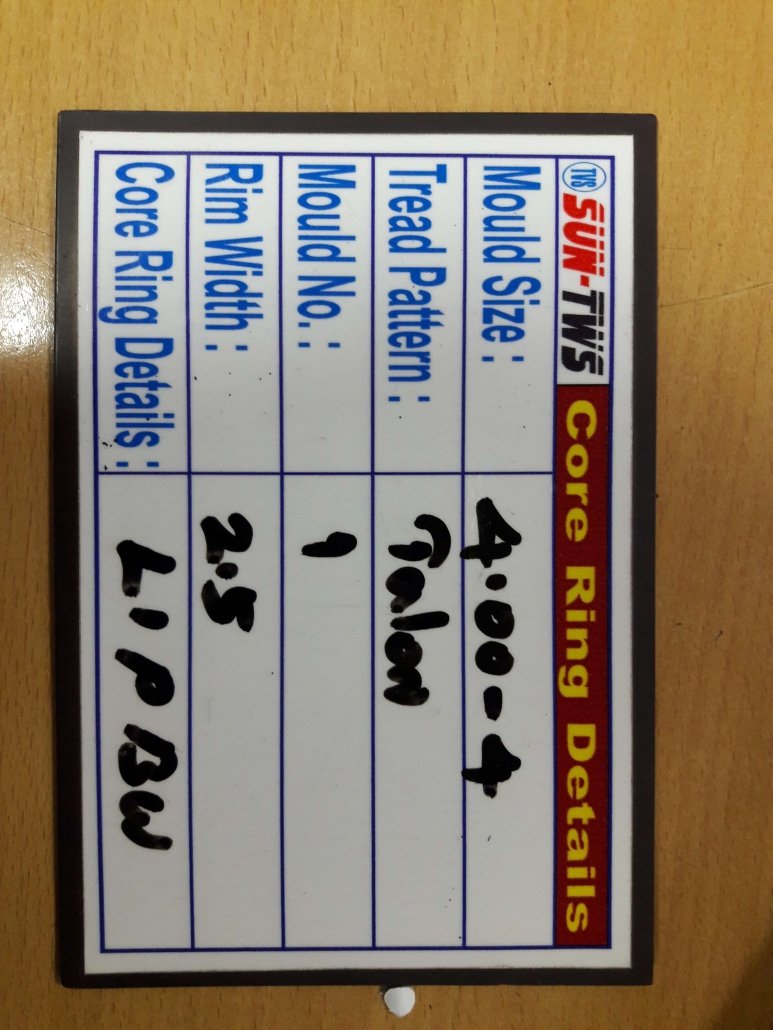 TVS SUN-TWS Core Ring Details
Mould Size : 4.00-4
Tread Pattern : Talon
Mould No. : 1
Rim Width : 2.5
Core Ring Details : L.P BW